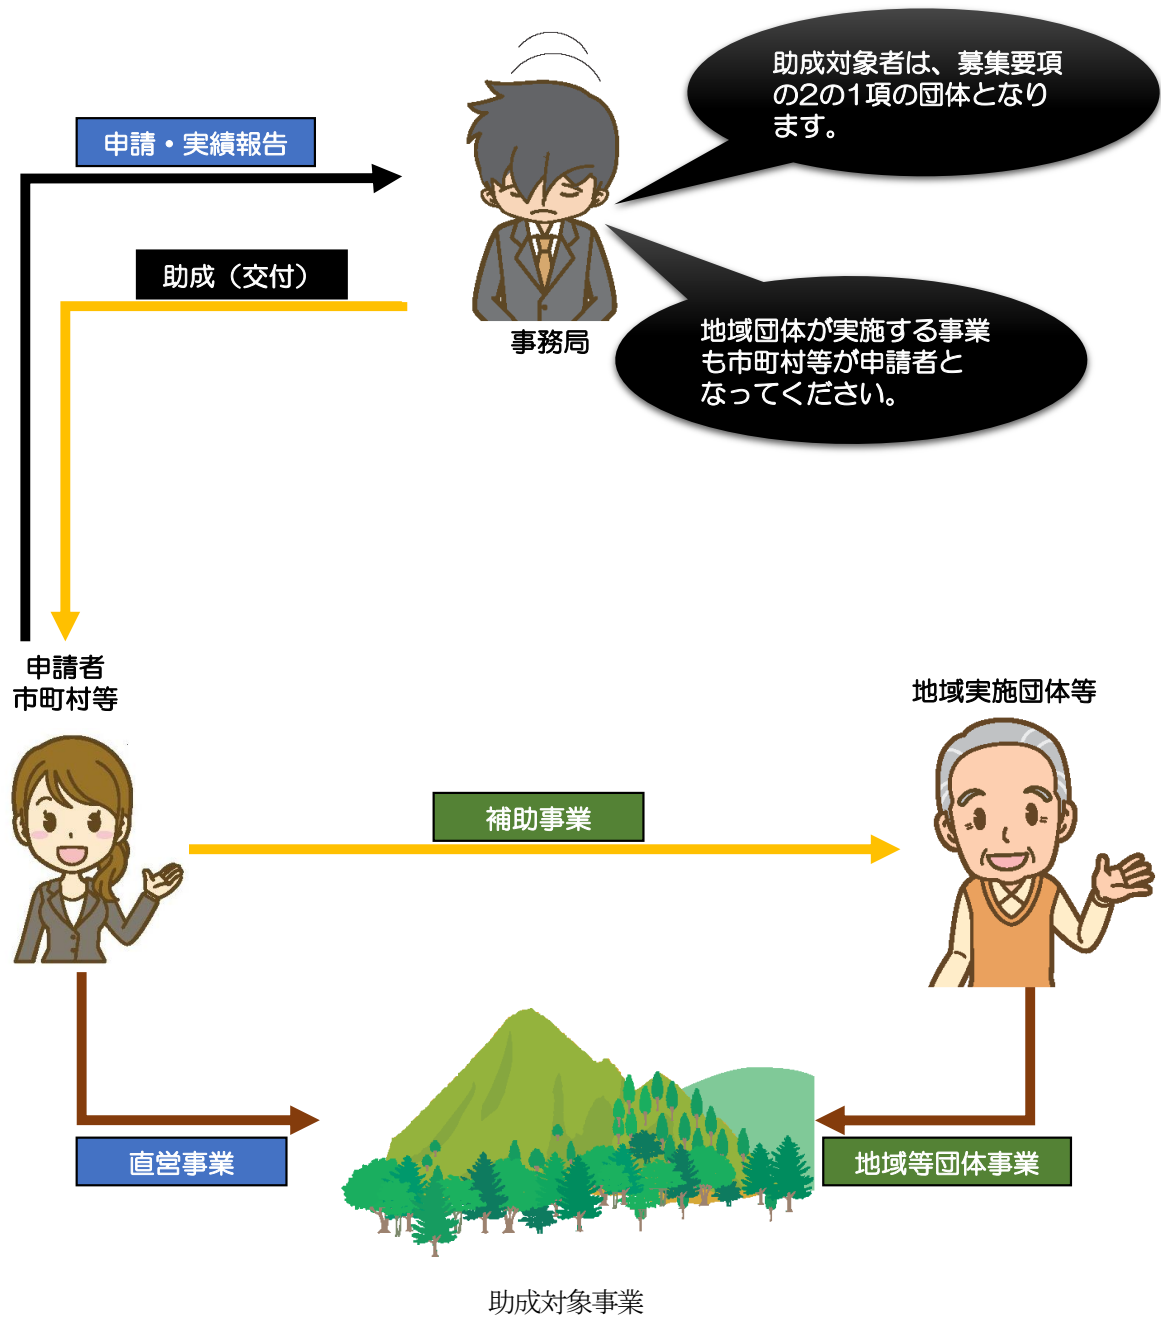 助成対象者は、募集要項
の2の1項の団体となり
ます。
申請・実績報告
助成（交付）
事務局
地域団体が実施する事業
も市町村等が申請者と
なってください。
申請者
市町村等
地域実施団体等
補助事業
直営事業
地域等団体事業
助成対象事業